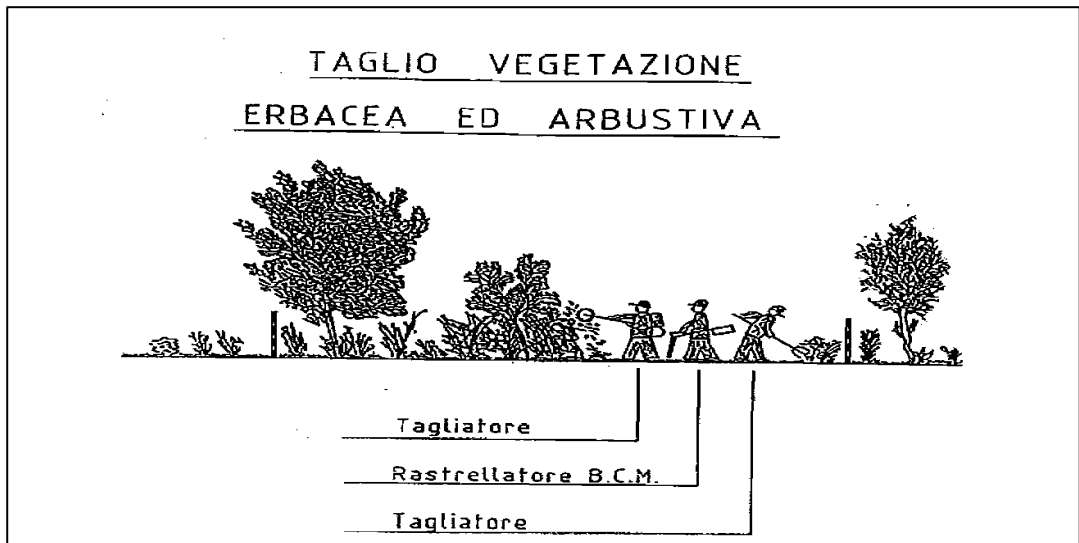 TAGLIO VEGETAZIONE
ERBACEA ED ARBUSTIVA
Tagliatore
Rastrellatore B.C.M.
Tagliatore